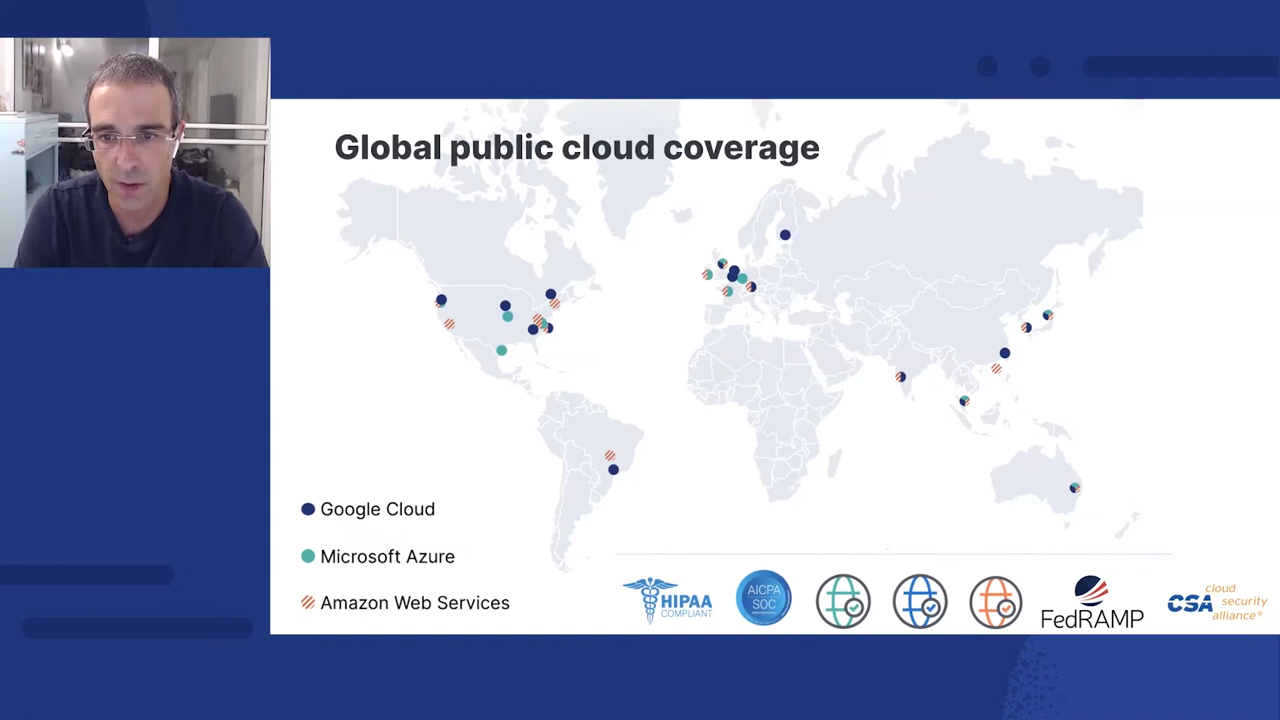 Global public cloud coverage
Google Cloud
Microsoft Azure
Amazon Web Services
HIPAA
COMPLIANT
AICPA
SOC
FedRAMP
CSA
cloud
security
alliance®